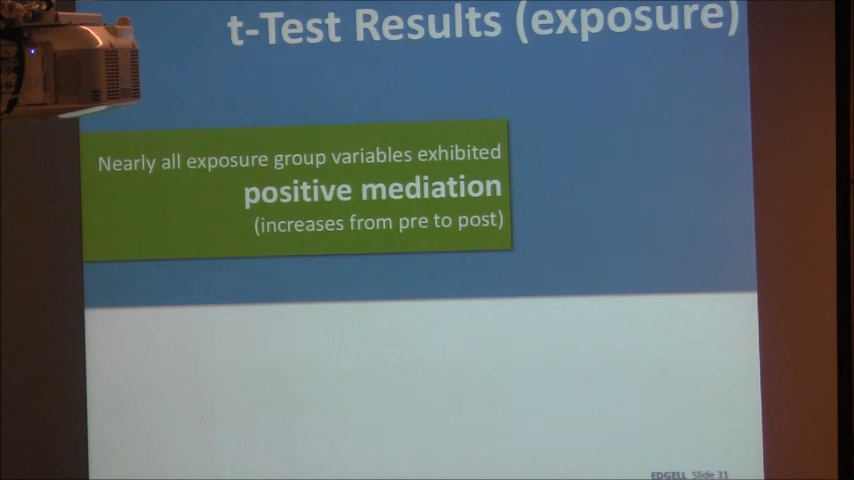 t-Test Results (exposure)
Nearly all exposure group variables exhibited
positive mediation
(increases from pre to post)
EDGELL Slide 31